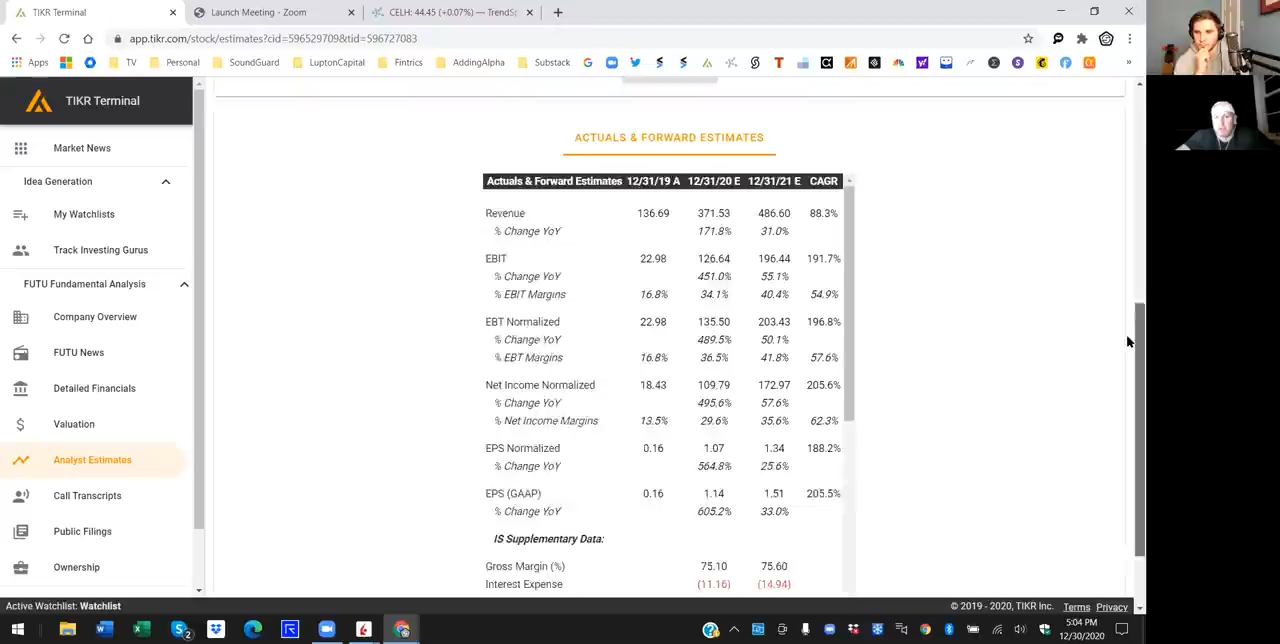 TIKR Terminal
Launch Meeting - Zoom
CELH: 44.45 (+0.07%) — TrendSp
app.tikr.com/stock/estimates?cid=596529709&tid=596727083
Apps TV Personal SoundGuard LuptonCapital Fintrics AddingAlpha Substack
TIKR Terminal
Market News
Idea Generation
My Watchlists
Track Investing Gurus
FUTU Fundamental Analysis
Company Overview
FUTU News
Detailed Financials
Valuation
Analyst Estimates
Call Transcripts
Public Filings
Ownership
ACTUALS & FORWARD ESTIMATES
Actuals & Forward Estimates 12/31/19 A 12/31/20 E 12/31/21 E CAGR
Revenue 136.69 371.53 486.60 88.3%
% Change YoY 171.8% 31.0%
EBIT 22.98 126.64 196.44 191.7%
% Change YoY 451.0% 55.1%
% EBIT Margins 16.8% 34.1% 40.4% 54.9%
EBT Normalized 22.98 135.50 203.43 196.8%
% Change YoY 489.5% 50.1%
% EBT Margins 16.8% 36.5% 41.8% 57.6%
Net Income Normalized 18.43 109.79 172.97 205.6%
% Change YoY 495.6% 57.6%
% Net Income Margins 13.5% 29.6% 35.6% 62.3%
EPS Normalized 0.16 1.07 1.34 188.2%
% Change YoY 564.8% 25.6%
EPS (GAAP) 0.16 1.14 1.51 205.5%
% Change YoY 605.2% 33.0%
IS Supplementary Data:
Gross Margin (%) 75.10 75.60
Interest Expense (11.16) (14.94)
Active Watchlist: Watchlist
© 2019 - 2020, TIKR Inc. Terms Privacy
5:04 PM
12/30/2020